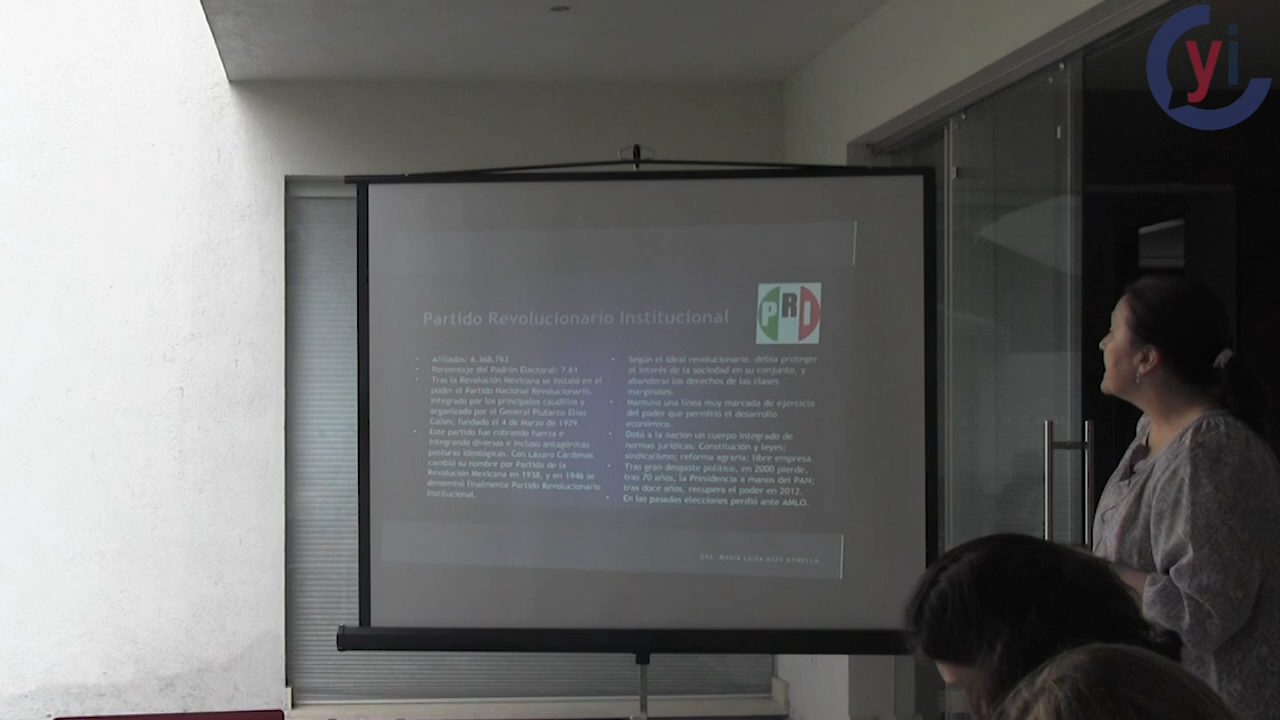 yi
Partido Revolucionario Institucional
PRI
Afiliados: 6,368,763
Porcentaje del Padrón Electoral: 7.61
Tras la Revolución Mexicana se instaló en el
poder el Partido Nacional Revolucionario,
integrado por los principales caudillos y
organizado por el General Plutarco Elías
Calles; fundado el 4 de Marzo de 1929.
Este partido fue cobrando fuerza e
integrando diversas e incluso antagónicas
posturas ideológicas. Con Lázaro Cárdenas
cambió su nombre por Partido de la
Revolución Mexicana en 1938, y en 1946 se
denominó finalmente Partido Revolucionario
Institucional.
Según el ideal revolucionario, debía proteger
el interés de la sociedad en su conjunto, y
abanderar los derechos de las clases
marginales.
Mantuvo una línea muy marcada de ejercicio
del poder que permitió el desarrollo
económico.
Dotó a la nación un cuerpo integrado de
normas jurídicas: Constitución y leyes;
sindicalismo; reforma agraria; libre empresa.
Tras gran desgaste político, en 2000 pierde,
tras 70 años, la Presidencia a manos del PAN;
tras doce años, recupera el poder en 2012.
En las pasadas elecciones perdió ante AMLO.
DRA. MARÍA LUISA ASPE ARMELLA